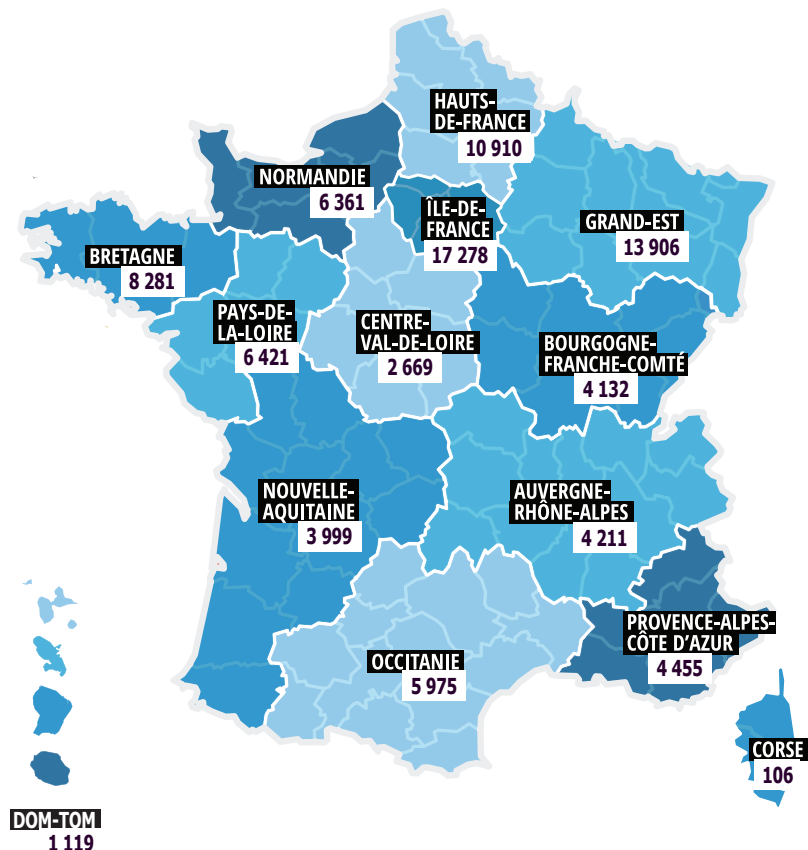 HAUTS-
DE-FRANCE
10 910
NORMANDIE
6 361
ÎLE-DE-
FRANCE
17 278
GRAND-EST
13 906
BRETAGNE
8 281
PAYS-DE-
LA-LOIRE
6 421
CENTRE-
VAL-DE-LOIRE
2 669
BOURGOGNE-
FRANCHE-COMTÉ
4 132
NOUVELLE-
AQUITAINE
3 999
AUVERGNE-
RHÔNE-ALPES
4 211
PROVENCE-ALPES-
CÔTE D'AZUR
4 455
OCCITANIE
5 975
CORSE
106
DOM-TOM
1 119